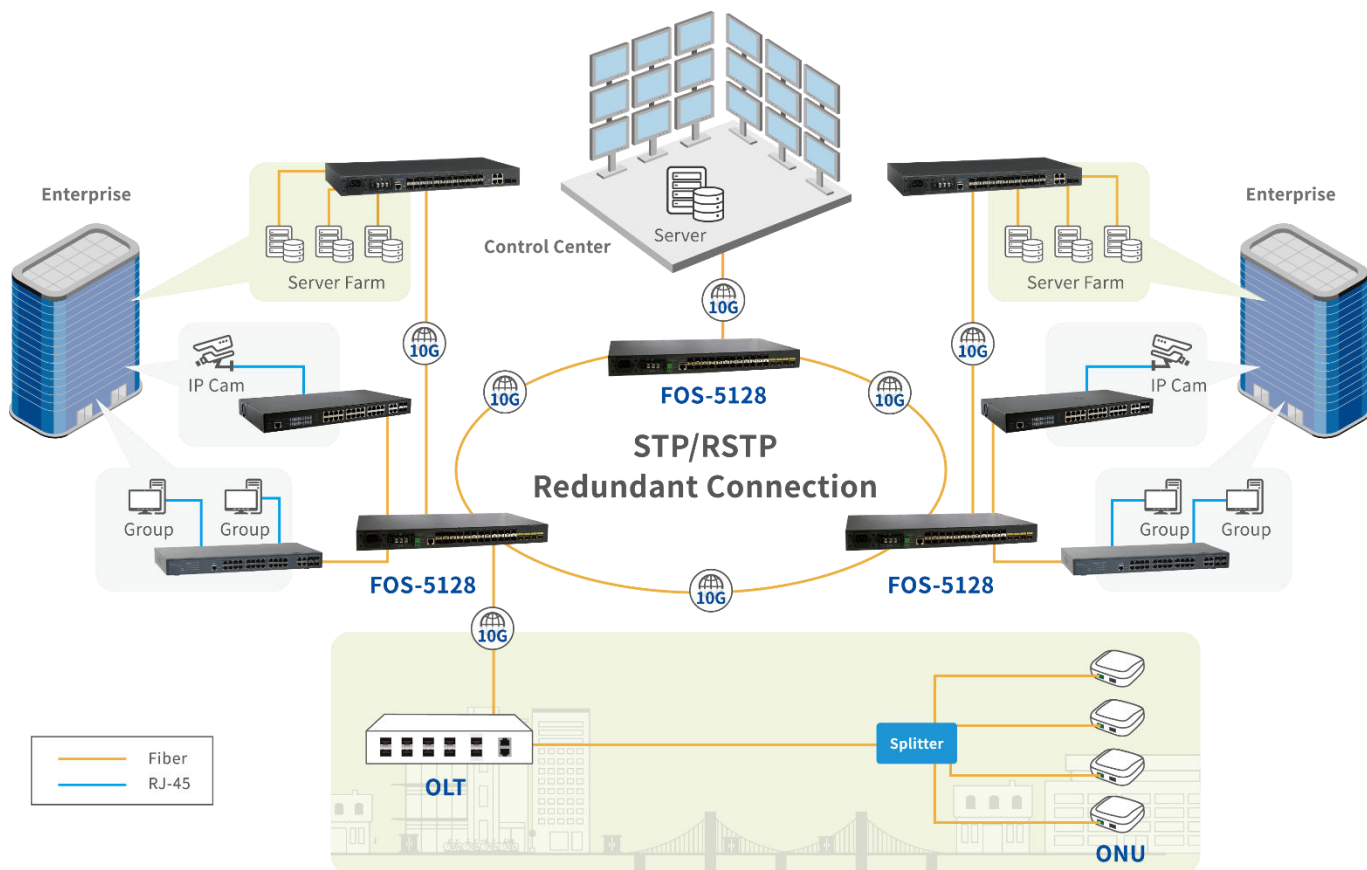 Enterprise
Server Farm
IP Cam
Group
Group
Control Center
Server
10G
10G
10G
10G
10G
FOS-5128
STP/RSTP
Redundant Connection
FOS-5128
FOS-5128
10G
10G
Enterprise
Server Farm
IP Cam
Group
Group
OLT
Splitter
ONU
Fiber
RJ-45